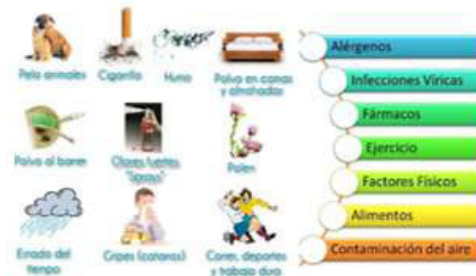 Pelo animales
Cigarrillo
Humo
Polvo en camas
y almohadas
Polvo al barrer
Olores fuertes
"sprays"
Polen
Estado del
tiempo
Gripes (catarros)
Correr, deportes
y trabajo duro
Alérgenos
Infecciones Víricas
Fármacos
Ejercicio
Factores Físicos
Alimentos
Contaminación del aire